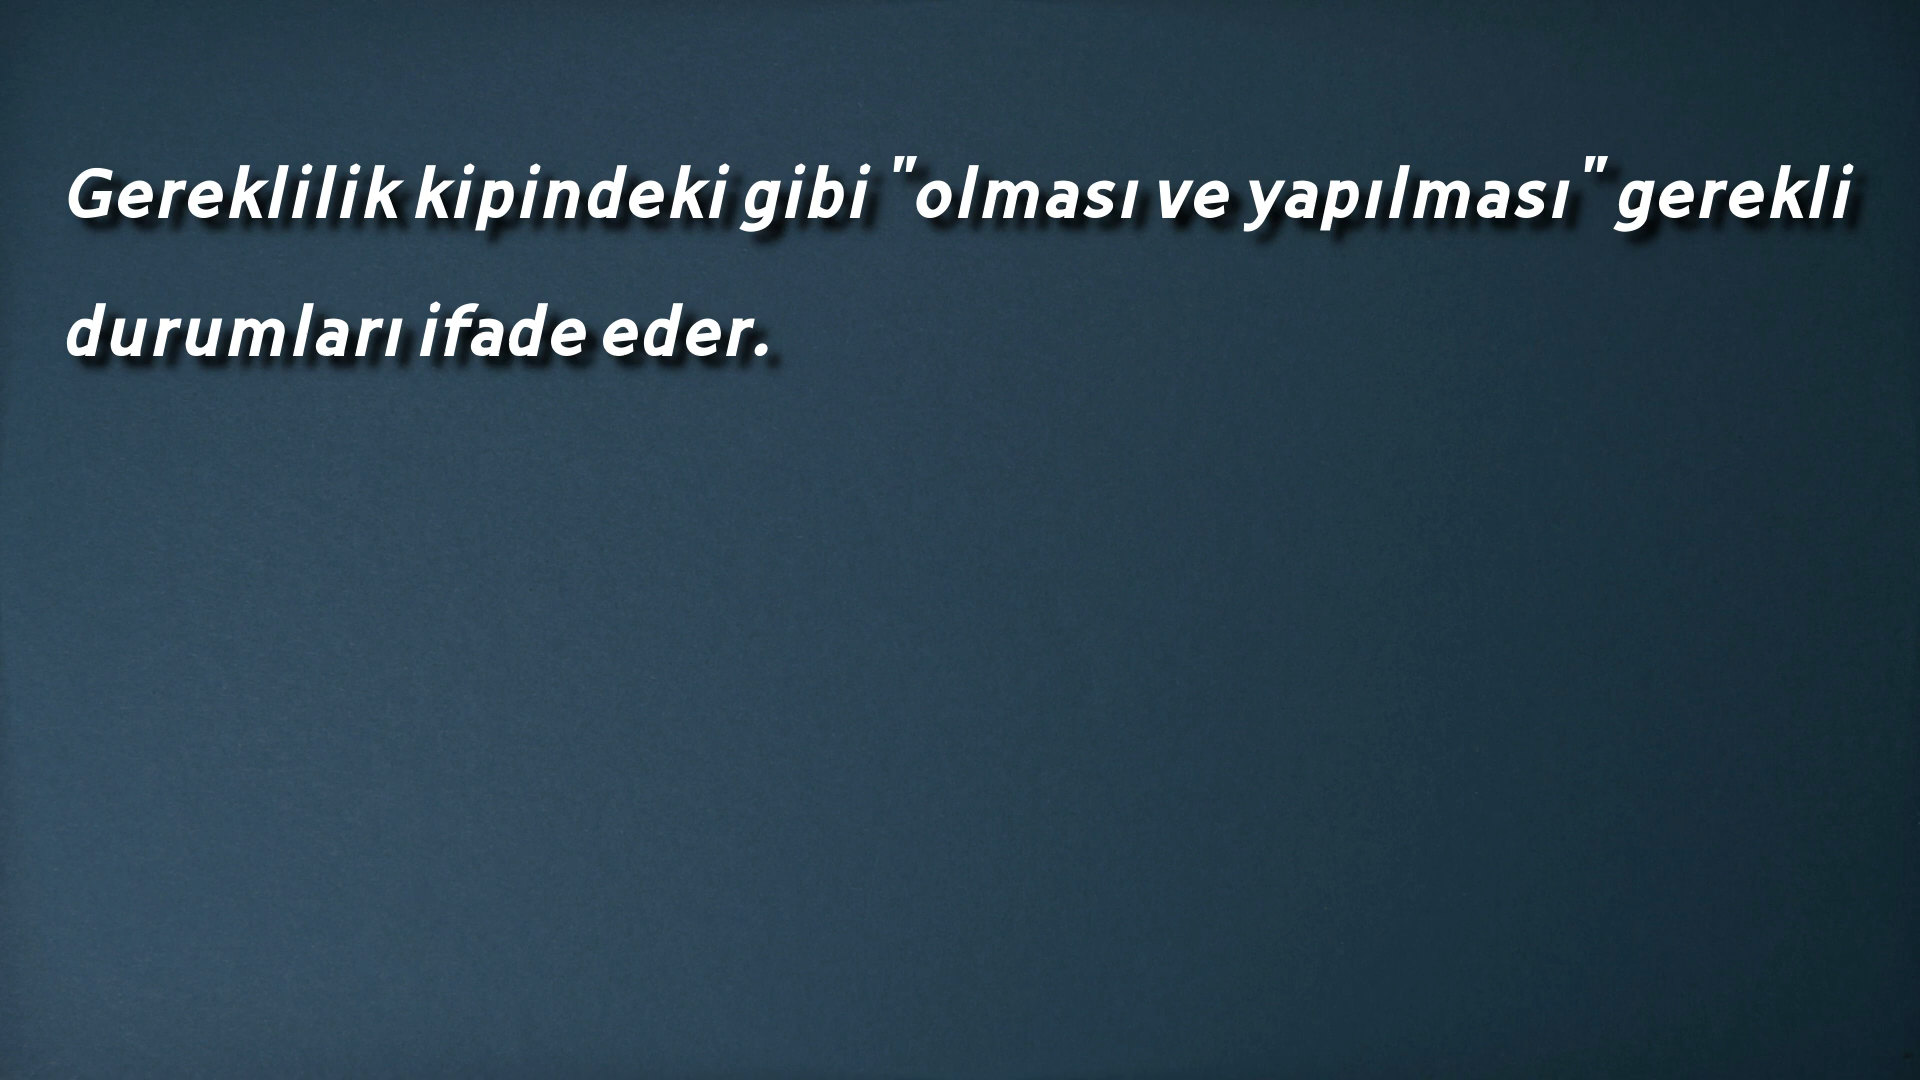 Gereklilik kipindeki gibi "olması ve yapılması" gerekli
durumları ifade eder.